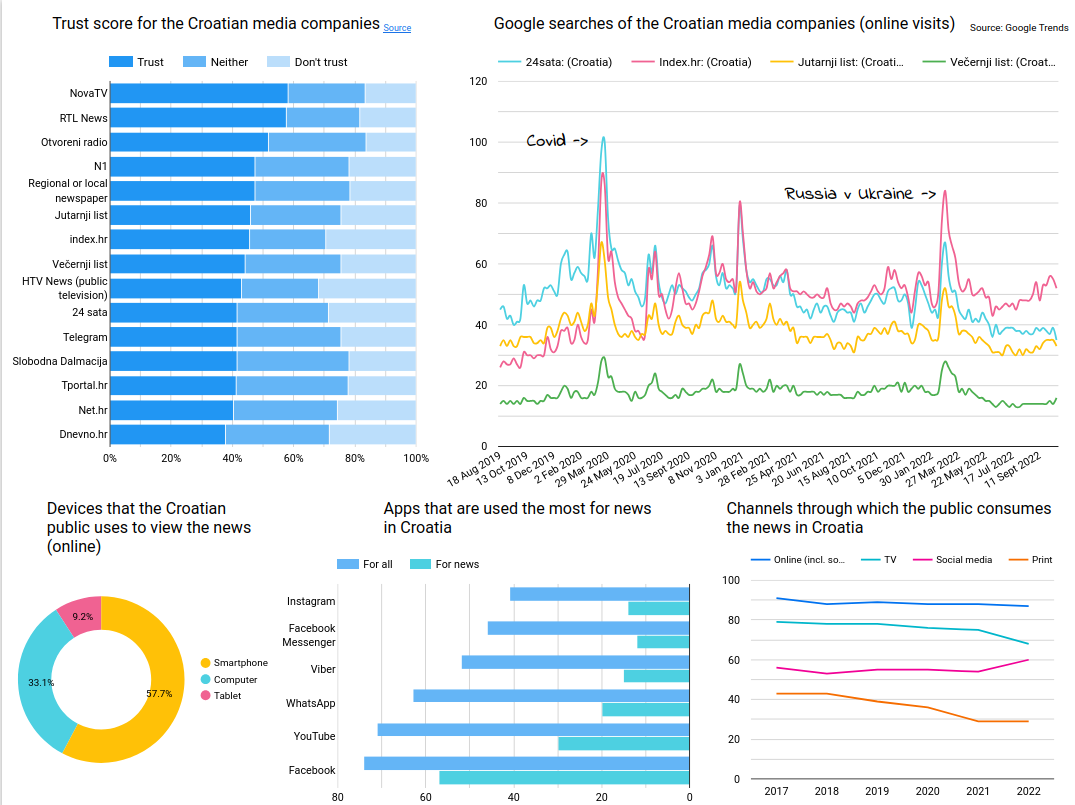 Trust score for the Croatian media companies Source
Trust Neither Don't trust
NovaTV
RTL News
Otvoreni radio
N1
Regional or local
newspaper
Jutarnji list
index.hr
Večernji list
HTV News (public
television)
24 sata
Telegram
Slobodna Dalmacija
Tportal.hr
Net.hr
Dnevno.hr
0% 20% 40% 60% 80% 100%
Google searches of the Croatian media companies (online visits) Source: Google Trends
24sata: (Croatia) Index.hr: (Croatia) Jutarnji list: (Croati... Večernji list: (Croat...
120
100
80
60
40
20
0
Covid ->
Russia v Ukraine ->
18 Aug 2019 13 Oct 2019 8 Dec 2019 2 Feb 2020 29 Mar 2020 24 May 2020 19 Jul 2020 13 Sept 2020 8 Nov 2020 3 Jan 2021 28 Feb 2021 25 Apr 2021 20 Jun 2021 15 Aug 2021 10 Oct 2021 5 Dec 2021 30 Jan 2022 27 Mar 2022 22 May 2022 17 Jul 2022 11 Sept 2022
Devices that the Croatian
public uses to view the news
(online)
9.2%
33.1%
57.7%
Smartphone
Computer
Tablet
Apps that are used the most for news
in Croatia
For all For news
Instagram
Facebook
Messenger
Viber
WhatsApp
YouTube
Facebook
80 60 40 20 0
Channels through which the public consumes
the news in Croatia
Online (incl. so... TV Social media Print
100
80
60
40
20
0
2017 2018 2019 2020 2021 2022